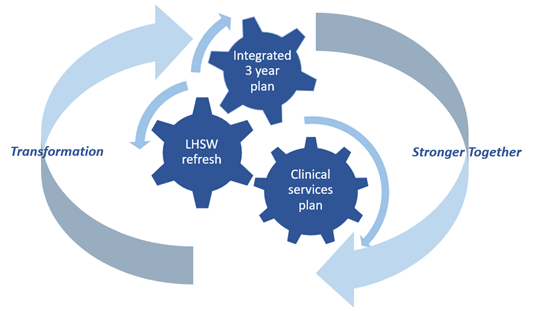 Integrated
3 year
plan
LHSW
refresh
Transformation
Stronger Together
Clinical
services
plan